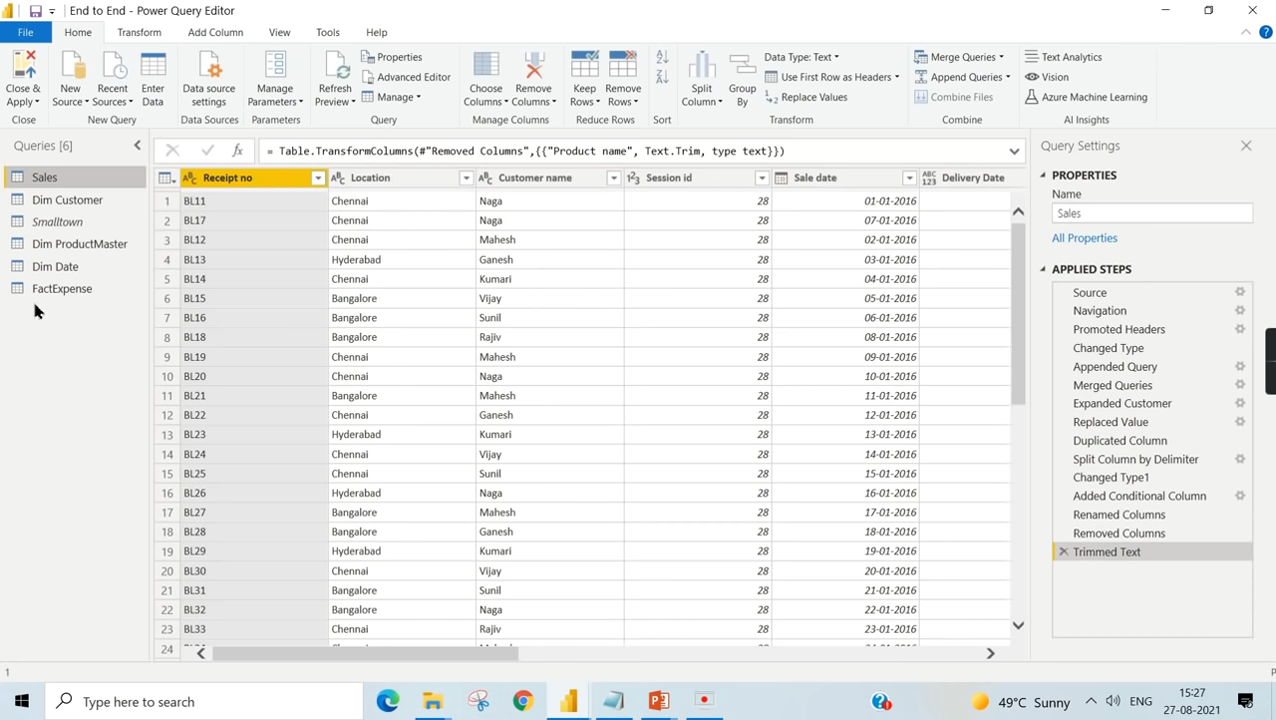 End to End - Power Query Editor
File
Home
Transform
Add Column
View
Tools
Help
Close & Apply
New Source
Recent Sources
Enter Data
Data source settings
Manage Parameters
Refresh Preview
Properties
Advanced Editor
Manage
Choose Columns
Remove Columns
Keep Rows
Remove Rows
Split Column
Group By
Data Type: Text
Use First Row as Headers
Replace Values
Merge Queries
Append Queries
Combine Files
Text Analytics
Vision
Azure Machine Learning
Close
New Query
Data Sources
Parameters
Query
Manage Columns
Reduce Rows
Sort
Transform
Combine
AI Insights
Queries [6]
Sales
Dim Customer
Smalltown
Dim ProductMaster
Dim Date
FactExpense
= Table.TransformColumns(#"Removed Columns",{{"Product name", Text.Trim, type text}})
Receipt no Location Customer name Session id Sale date Delivery Date
1 BL11 Chennai Naga 28 01-01-2016
2 BL17 Chennai Naga 28 07-01-2016
3 BL12 Chennai Mahesh 28 02-01-2016
4 BL13 Hyderabad Ganesh 28 03-01-2016
5 BL14 Chennai Kumari 28 04-01-2016
6 BL15 Bangalore Vijay 28 05-01-2016
7 BL16 Bangalore Sunil 28 06-01-2016
8 BL18 Bangalore Rajiv 28 08-01-2016
9 BL19 Chennai Mahesh 28 09-01-2016
10 BL20 Chennai Naga 28 10-01-2016
11 BL21 Bangalore Mahesh 28 11-01-2016
12 BL22 Chennai Ganesh 28 12-01-2016
13 BL23 Hyderabad Kumari 28 13-01-2016
14 BL24 Chennai Vijay 28 14-01-2016
15 BL25 Chennai Sunil 28 15-01-2016
16 BL26 Hyderabad Naga 28 16-01-2016
17 BL27 Bangalore Mahesh 28 17-01-2016
18 BL28 Bangalore Ganesh 28 18-01-2016
19 BL29 Hyderabad Kumari 28 19-01-2016
20 BL30 Chennai Vijay 28 20-01-2016
21 BL31 Bangalore Sunil 28 21-01-2016
22 BL32 Bangalore Naga 28 22-01-2016
23 BL33 Chennai Rajiv 28 23-01-2016
24
Query Settings
PROPERTIES
Name
Sales
All Properties
APPLIED STEPS
Source
Navigation
Promoted Headers
Changed Type
Appended Query
Merged Queries
Expanded Customer
Replaced Value
Duplicated Column
Split Column by Delimiter
Changed Type1
Added Conditional Column
Renamed Columns
Removed Columns
Trimmed Text
1
Type here to search
49°C Sunny
ENG
15:27
27-08-2021